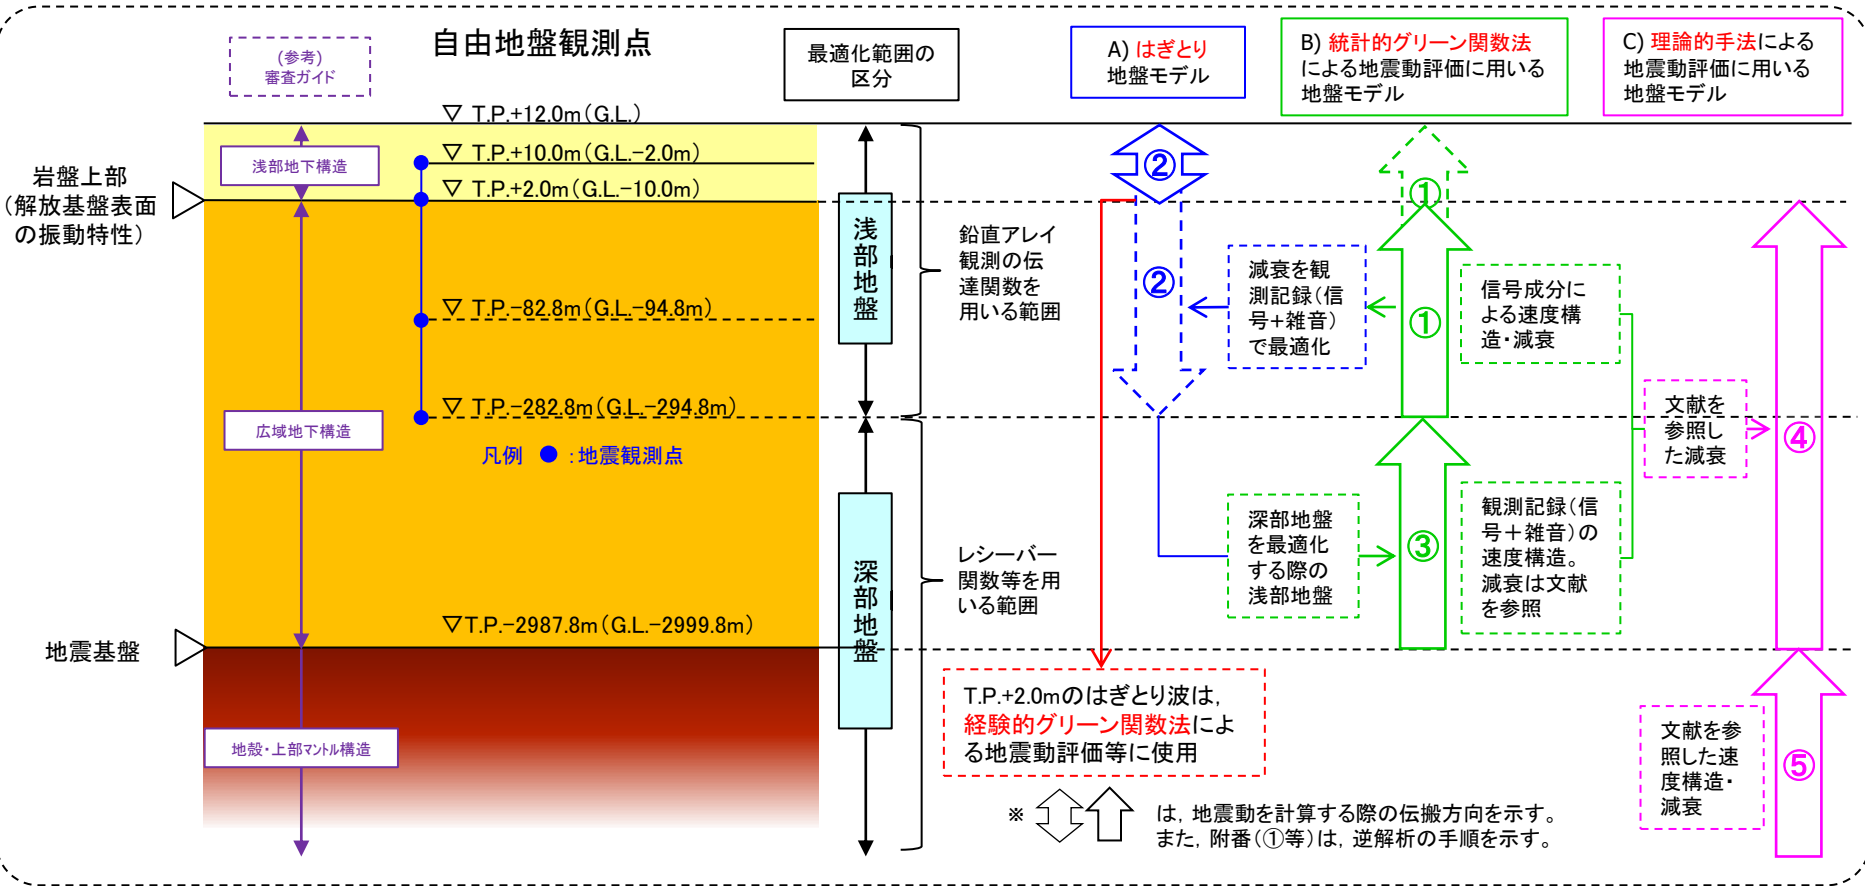 (参考)
審査ガイド
自由地盤観測点
最適化範囲の
区分
A) はぎとり
地盤モデル
B) 統計的グリーン関数法
による地震動評価に用いる
地盤モデル
C) 理論的手法による
地震動評価に用いる
地盤モデル
▽ T.P.+12.0m(G.L.)
▽ T.P.+10.0m(G.L.-2.0m)
▽ T.P.+2.0m(G.L.-10.0m)
▽ T.P.-82.8m(G.L.-94.8m)
▽ T.P.-282.8m(G.L.-294.8m)
凡例 ● :地震観測点
▽T.P.-2987.8m(G.L.-2999.8m)
岩盤上部
(解放基盤表面
の振動特性)
地震基盤
浅部地下構造
広域地下構造
地殻・上部マントル構造
浅部地盤
深部地盤
鉛直アレイ
観測の伝
達関数を
用いる範囲
レシーバー
関数等を用
いる範囲
②
②
減衰を観
測記録(信
号+雑音)
で最適化
①
①
③
信号成分に
よる速度構
造・減衰
深部地盤
を最適化
する際の
浅部地盤
観測記録(信
号+雑音)の
速度構造。
減衰は文献
を参照
文献を
参照し
た減衰
④
文献を参
照した速
度構造・
減衰
⑤
T.P.+2.0mのはぎとり波は,
経験的グリーン関数法によ
る地震動評価等に使用
※ は, 地震動を計算する際の伝搬方向を示す。
また, 附番(①等)は, 逆解析の手順を示す。